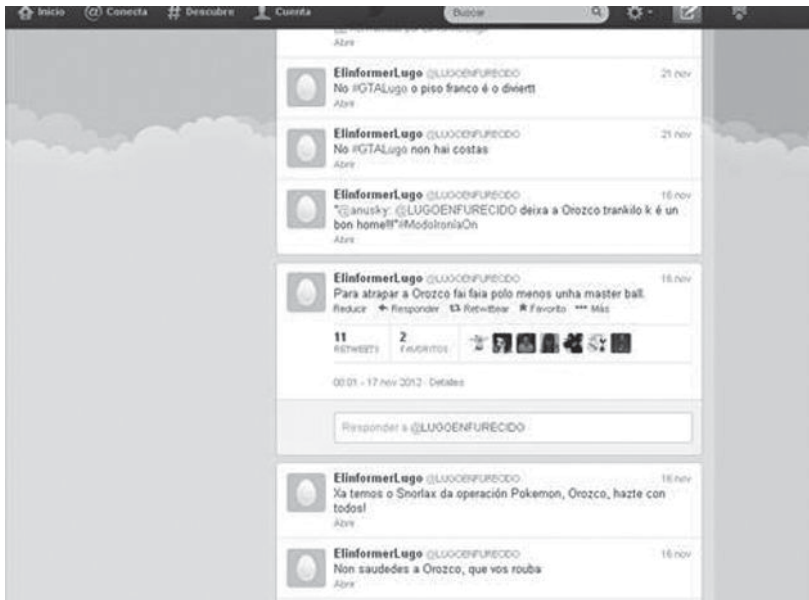 Inicio @ Conecta # Descubre Cuenta Buscar
Abrir
ElinformerLugo @LUGOENFURECIDO 21 nov
No #GTALugo o piso franco é o diviertt
Abrir
ElinformerLugo @LUGOENFURECIDO 21 nov
No #GTALugo non hai costas
Abrir
ElinformerLugo @LUGOENFURECIDO 16 nov
"@anusky: @LUGOENFURECIDO deixa a Orozco trankilo k é un
bon home!!!"#ModoIroníaOn
Abrir
ElinformerLugo @LUGOENFURECIDO 16 nov
Para atrapar a Orozco fai faia polo menos unha master ball.
Reducir Responder Retwittear Favorito Más
11 2
RETWEETS FAVORITOS
00:01 - 17 nov 2012 · Detalles
Responder a @LUGOENFURECIDO
ElinformerLugo @LUGOENFURECIDO 16 nov
Xa temos o Snorlax da operación Pokemon, Orozco, hazte con
todos!
Abrir
ElinformerLugo @LUGOENFURECIDO 16 nov
Non saudedes a Orozco, que vos rouba
Abrir